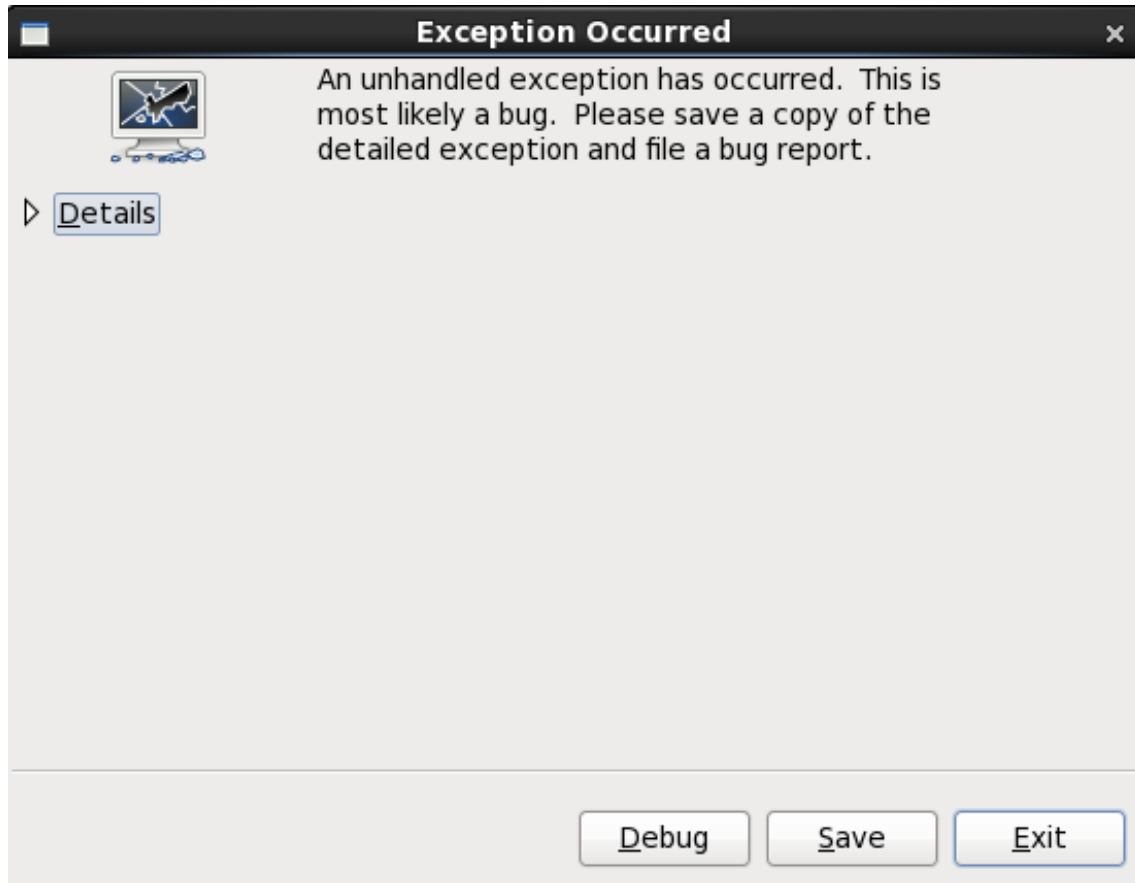 Exception Occurred
An unhandled exception has occurred.  This is
most likely a bug.  Please save a copy of the
detailed exception and file a bug report.
Details
Debug Save Exit